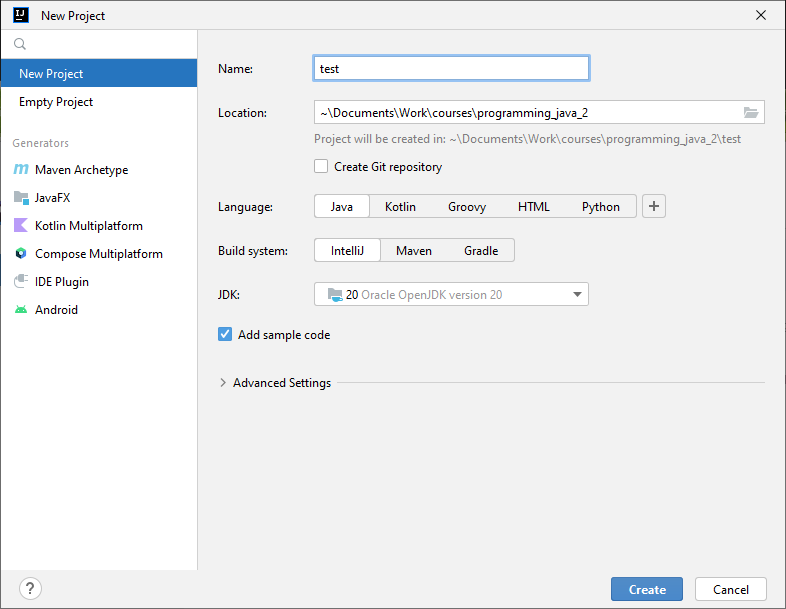 IJ New Project
New Project
Empty Project
Generators
m Maven Archetype
JavaFX
Kotlin Multiplatform
Compose Multiplatform
IDE Plugin
Android
Name: test
Location: ~\Documents\Work\courses\programming_java_2
Project will be created in: ~\Documents\Work\courses\programming_java_2\test
Create Git repository
Language: Java Kotlin Groovy HTML Python +
Build system: IntelliJ Maven Gradle
JDK: 20 Oracle OpenJDK version 20
Add sample code
Advanced Settings
? Create Cancel